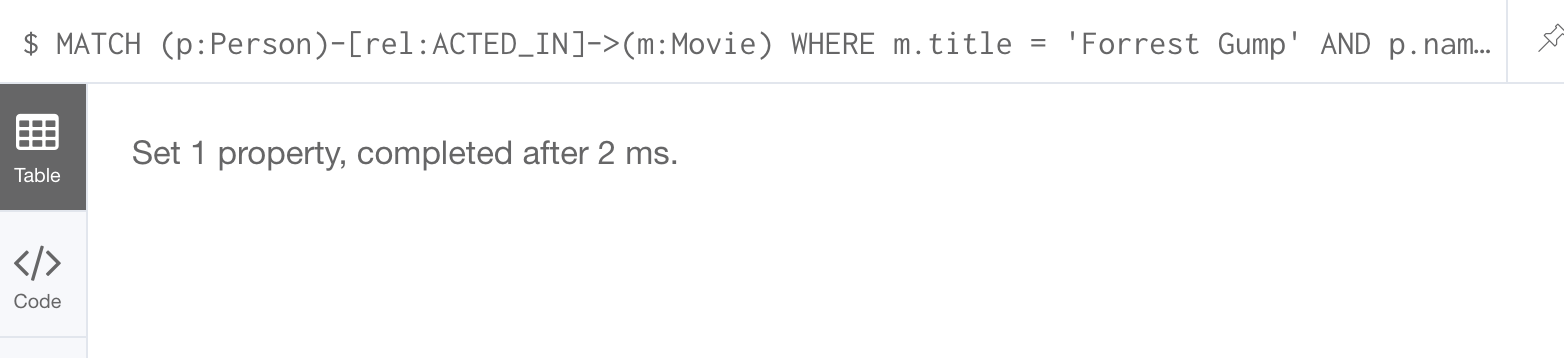 $ MATCH (p:Person)-[rel:ACTED_IN]->(m:Movie) WHERE m.title = 'Forrest Gump' AND p.nam…
Set 1 property, completed after 2 ms.
Table
Code